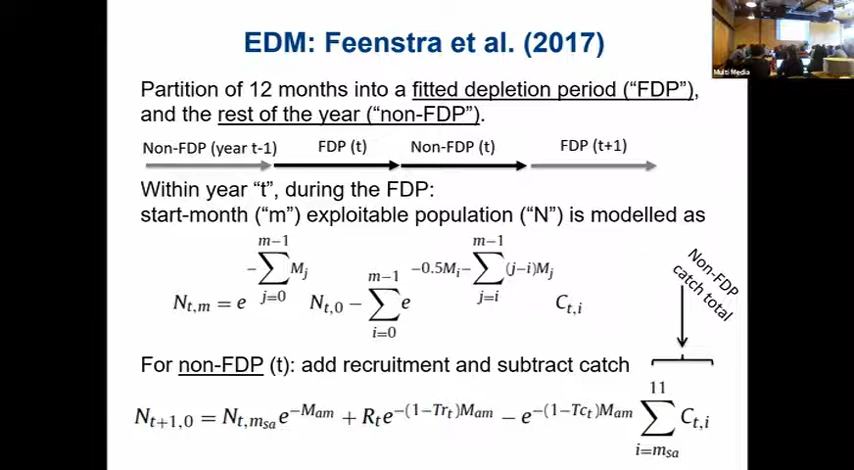 EDM: Feenstra et al. (2017)
Multi Media
Partition of 12 months into a fitted depletion period (“FDP”),
and the rest of the year (“non-FDP”).
Non-FDP (year t-1) FDP (t) Non-FDP (t) FDP (t+1)
Within year “t”, during the FDP:
start-month (“m”) exploitable population (“N”) is modelled as
N_{t,m} = e^{-\sum_{j=0}^{m-1} M_j} N_{t,0} − \sum_{i=0}^{m-1} e^{-0.5M_i-\sum_{j=i}^{m-1}(j-i)M_j} C_{t,i}
Non-FDP
catch total
For non-FDP (t): add recruitment and subtract catch
N_{t+1,0} = N_{t,m_{sa}} e^{-M_{am}} + R_t e^{-(1-Tr_t)M_{am}} − e^{-(1-Tc_t)M_{am}} \sum_{i=m_{sa}}^{11} C_{t,i}